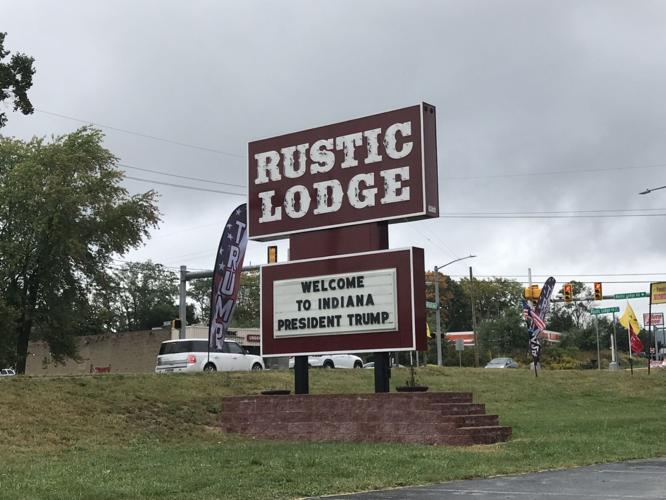 RUSTIC
LODGE
WELCOME
TO INDIANA
PRESIDENT TRUMP
TRUMP